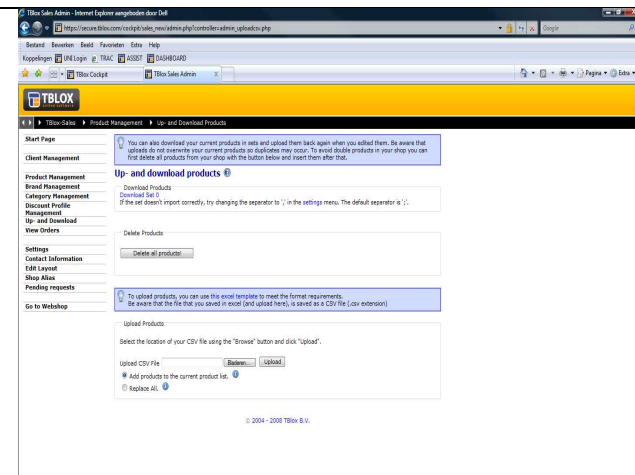 TBlox Sales Admin - Internet Explorer aangeboden door Dell
https://secure.tblox.com/cockpit/sales_new/admin.php?controller=admin_uploadcsv.php
Google
Bestand Bewerken Beeld Favorieten Extra Help
Koppelingen UNI.Login TRAC ASSIST DASHBOARD
TBlox Cockpit TBlox Sales Admin X Pagina Extra
TBLOX
TBlox-Sales Product Management Up- and Download Products
Start Page
Client Management
Product Management
Brand Management
Category Management
Discount Profile
Management
Up- and Download
View Orders
Settings
Contact Information
Edit Layout
Shop Alias
Pending requests
Go to Webshop
You can also download your current products in sets and upload them back again when you edited them. Be aware that
uploads do not overwrite your current products so duplicates may occur. To avoid double products in your shop you can
first delete all products from your shop with the button below and insert them after that.
Up- and download products
Download Products
Download Set 0
If the set doesn't import correctly, try changing the separator to ',' in the settings menu. The default separator is ';'.
Delete Products
Delete all products!
To upload products, you can use this excel template to meet the format requirements.
Be aware that the file that you saved in excel (and upload here), is saved as a CSV file (.csv extension)
Upload Products
Select the location of your CSV file using the "Browse" button and click "Upload".
Upload CSV File Bladeren... Upload
Add products to the current product list.
Replace All.
© 2004 - 2008 TBlox B.V.